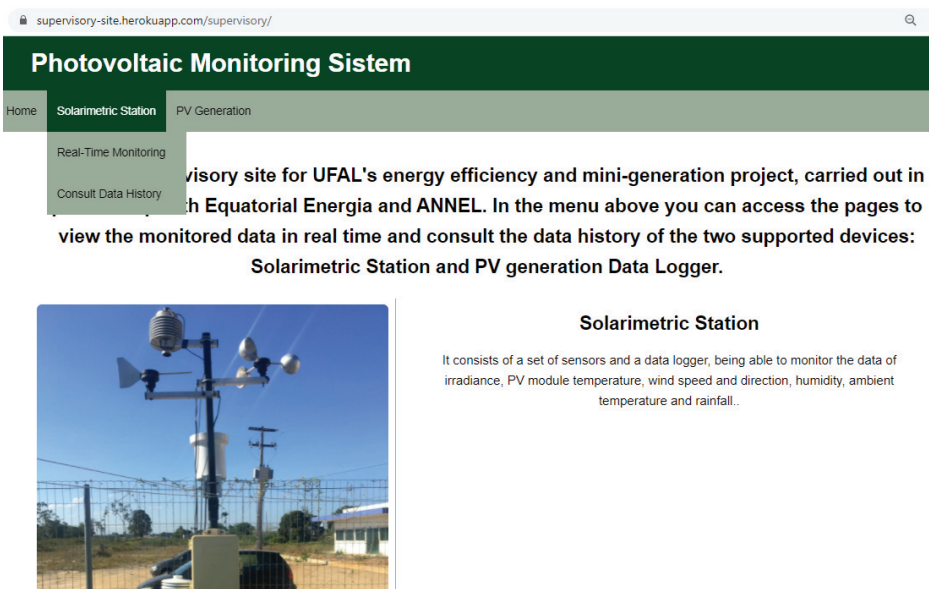 supervisory-site.herokuapp.com/supervisory/
Photovoltaic Monitoring Sistem
Home Solarimetric Station PV Generation
Real-Time Monitoring
Consult Data History
site for UFAL's energy efficiency and mini-generation project, carried out in
Equatorial Energia and ANNEL. In the menu above you can access the pages to
view the monitored data in real time and consult the data history of the two supported devices:
Solarimetric Station and PV generation Data Logger.
Solarimetric Station
It consists of a set of sensors and a data logger, being able to monitor the data of
irradiance, PV module temperature, wind speed and direction, humidity, ambient
temperature and rainfall..